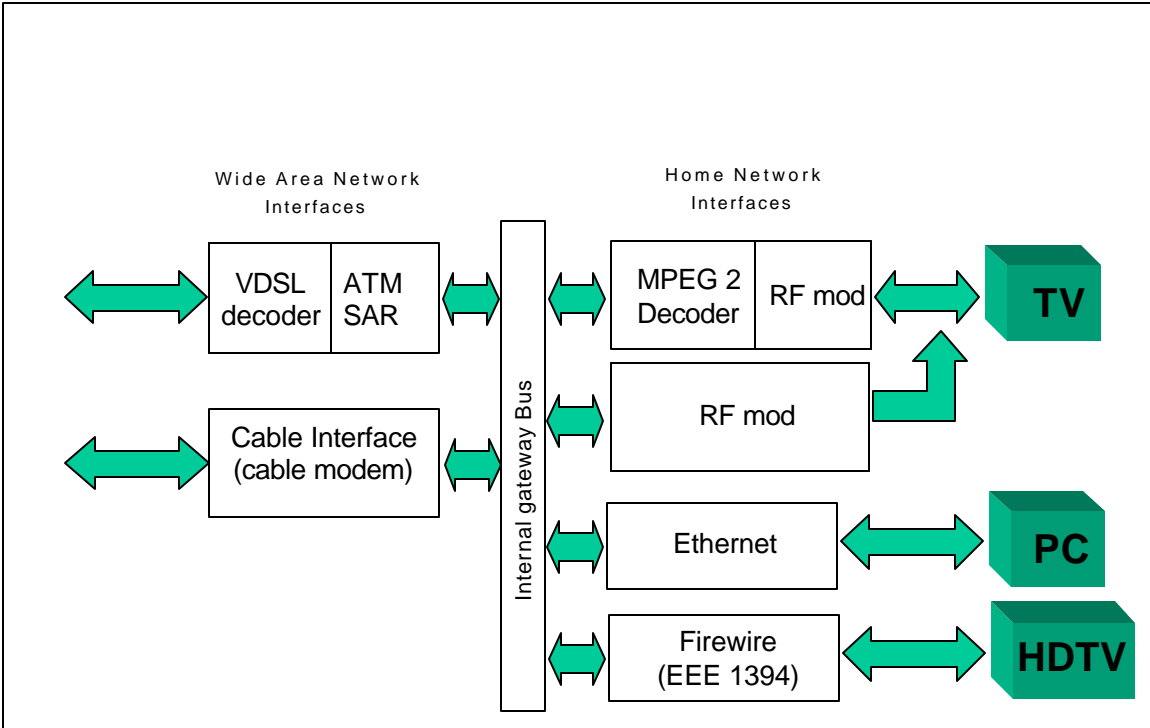 Wide Area Network
Interfaces
Home Network
Interfaces
VDSL
decoder
ATM
SAR
Cable Interface
(cable modem)
Internal gateway Bus
MPEG 2
Decoder
RF mod
TV
RF mod
Ethernet
PC
Firewire
(EEE 1394)
HDTV